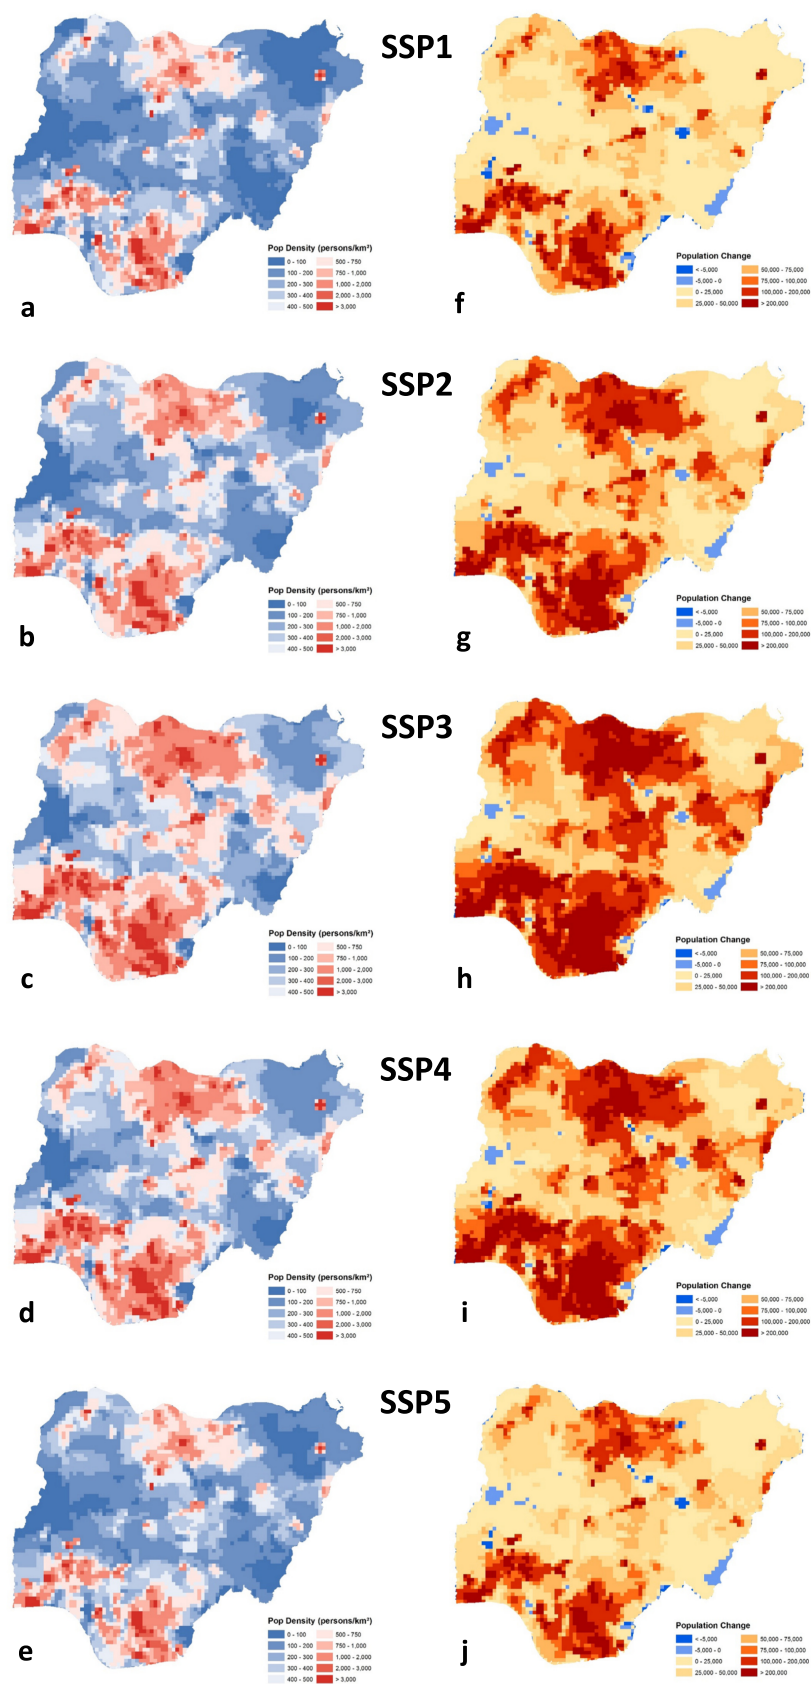 SSP1
Pop Density (persons/km²)
0 - 100 500 - 750
100 - 200 750 - 1,000
200 - 300 1,000 - 2,000
300 - 400 2,000 - 3,000
400 - 500 > 3,000
a
Population Change
< -5,000 50,000 - 75,000
-5,000 - 0 75,000 - 100,000
0 - 25,000 100,000 - 200,000
25,000 - 50,000 > 200,000
f
SSP2
Pop Density (persons/km²)
0 - 100 500 - 750
100 - 200 750 - 1,000
200 - 300 1,000 - 2,000
300 - 400 2,000 - 3,000
400 - 500 > 3,000
b
Population Change
< -5,000 50,000 - 75,000
-5,000 - 0 75,000 - 100,000
0 - 25,000 100,000 - 200,000
25,000 - 50,000 > 200,000
g
SSP3
Pop Density (persons/km²)
0 - 100 500 - 750
100 - 200 750 - 1,000
200 - 300 1,000 - 2,000
300 - 400 2,000 - 3,000
400 - 500 > 3,000
c
Population Change
< -5,000 50,000 - 75,000
-5,000 - 0 75,000 - 100,000
0 - 25,000 100,000 - 200,000
25,000 - 50,000 > 200,000
h
SSP4
Pop Density (persons/km²)
0 - 100 500 - 750
100 - 200 750 - 1,000
200 - 300 1,000 - 2,000
300 - 400 2,000 - 3,000
400 - 500 > 3,000
d
Population Change
< -5,000 50,000 - 75,000
-5,000 - 0 75,000 - 100,000
0 - 25,000 100,000 - 200,000
25,000 - 50,000 > 200,000
i
SSP5
Pop Density (persons/km²)
0 - 100 500 - 750
100 - 200 750 - 1,000
200 - 300 1,000 - 2,000
300 - 400 2,000 - 3,000
400 - 500 > 3,000
e
Population Change
< -5,000 50,000 - 75,000
-5,000 - 0 75,000 - 100,000
0 - 25,000 100,000 - 200,000
25,000 - 50,000 > 200,000
j